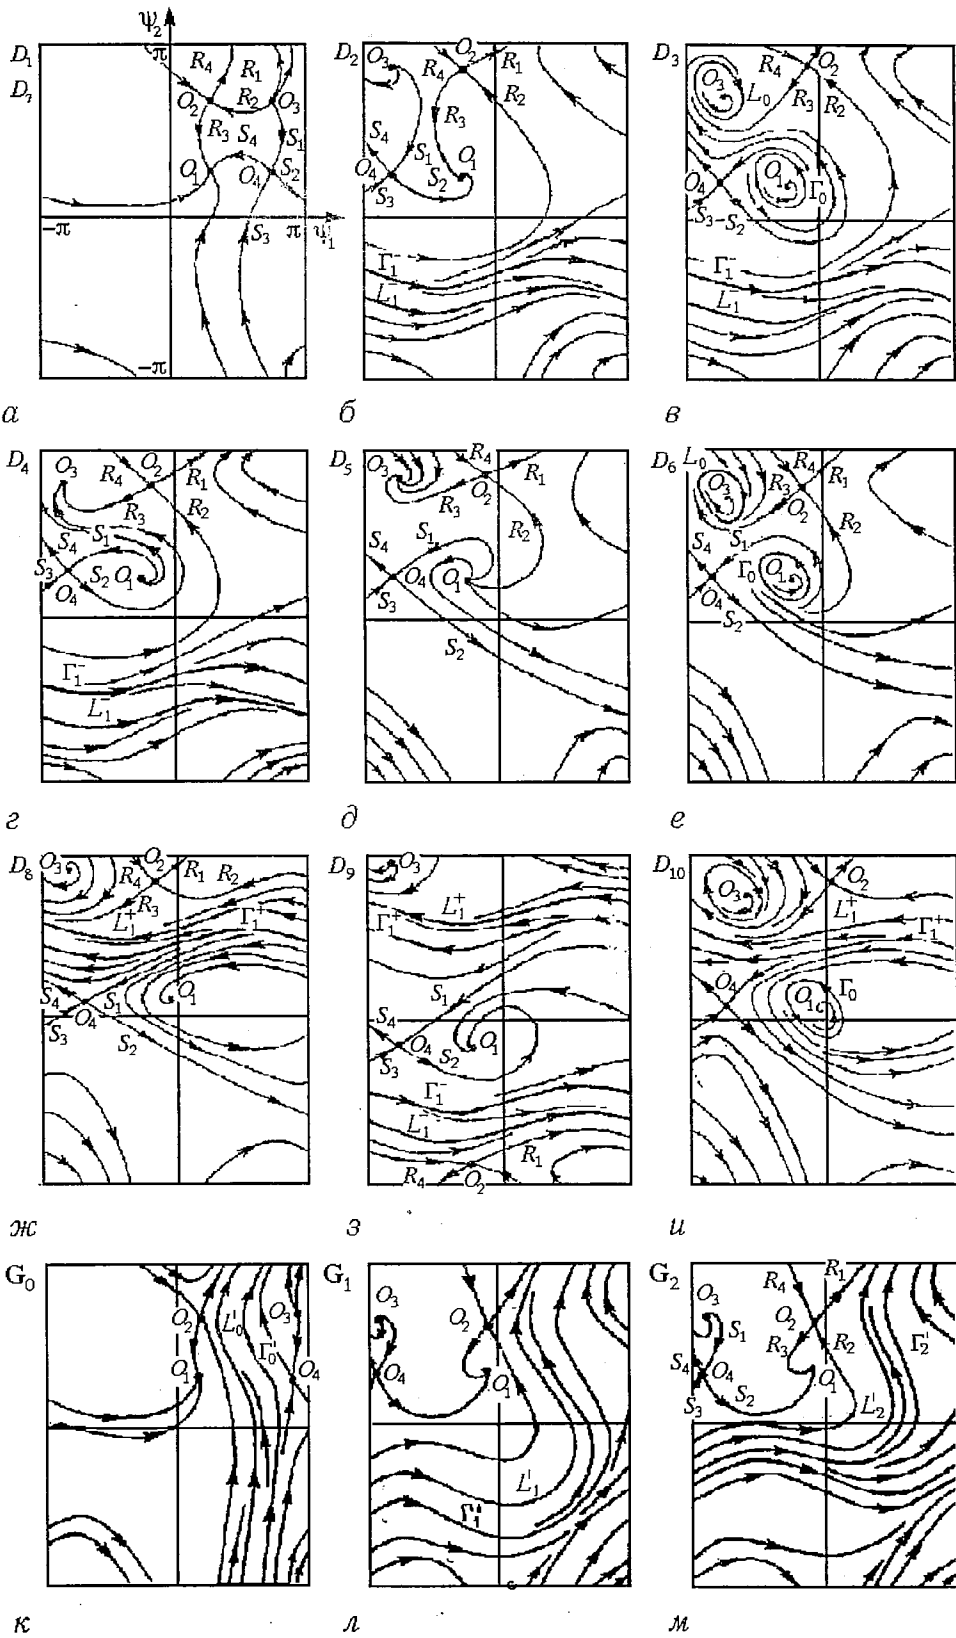 Ψ₂
D₁ π R₄ R₁ D₂ O₃ O₂ R₄ R₁ D₃ O₃ R₄ O₂
D₇ O₂ R₂ O₃ R₂ L₀ R₃ R₂
R₃ S₄ S₁ S₄ R₃
O₁ O₄ S₂ O₄ S₁ O₁ O₁ Γ₀
S₃ S₂ O₄ S₃ S₂
−π S₃ π Ψ₁
Γ₁⁻ Γ₁⁻
L₁⁻ L₁⁻
−π
а б в
D₄ O₃ R₄ O₂ R₁ D₅ O₃ R₄ R₁ D₆ L₀ R₄ R₁
R₃ R₂ R₃ O₂ R₂ O₃ R₃ O₂ R₂
S₄ S₁ S₄ S₁ S₄ S₁
S₃ S₂ O₁ O₄ O₁ Γ₀ O₁
O₄ S₃ O₄
S₂ S₂
Γ₁⁻
L₁⁻
г д е
D₈ O₃ O₂ R₁ R₂ D₉ O₃ D₁₀ O₃ O₂
R₄ R₃ L₁⁺ Γ₁⁺ Γ₁⁺ L₁⁺ L₁⁺ Γ₁⁺
S₄ S₁ O₁ S₁ O₄ O₁ Γ₀
S₃ O₄ S₂ S₄ O₄ O₁
S₃ S₂
Γ₁⁻
L₁⁻
R₁
R₄ O₂
ж з и
G₀ G₁ G₂ R₄ R₁
O₂ L₀ᴵ O₃ O₃ O₂ O₃ O₂
Γ₀ᴵ S₁ R₃ R₂ Γ₂ᴵ
O₁ O₄ O₄ O₁ S₄ O₄ O₁
S₃ S₂ L₂ᴵ
L₁ᴵ
Γ₁ᴵ
к л м